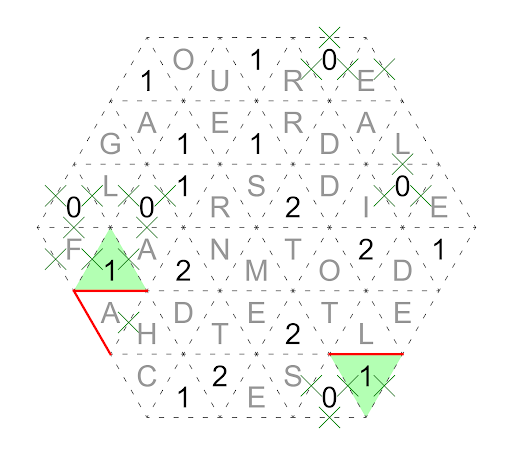 1 O U 1 R 0 E
G A 1 E 1 R D A L
0 L 0 1 R S 2 D I 0 E
F 1 A 2 N M T O 2 D 1
A H D T E 2 T L E
C 1 2 E S 0 1